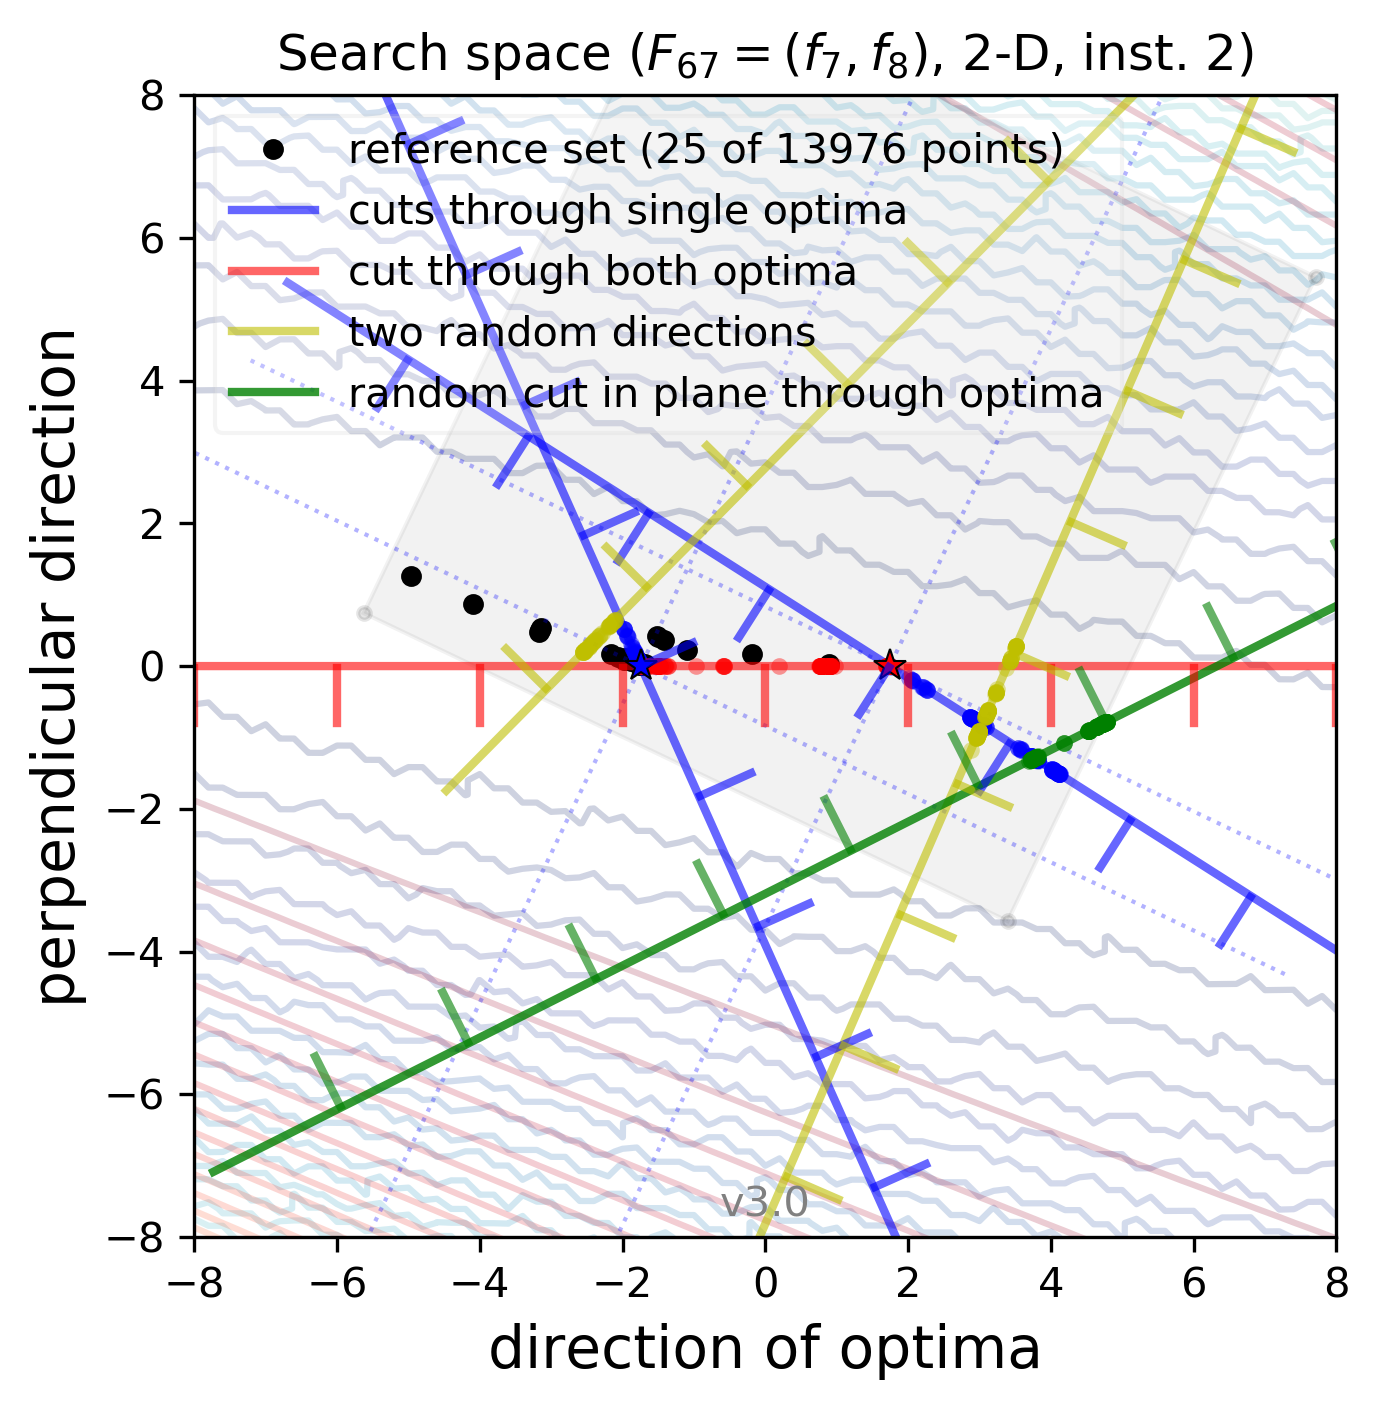 Search space (F₆₇ = (f₇, f₈), 2-D, inst. 2)
reference set (25 of 13976 points)
cuts through single optima
cut through both optima
two random directions
random cut in plane through optima
perpendicular direction
8
6
4
2
0
−2
−4
−6
−8
v3.0
−8 −6 −4 −2 0 2 4 6 8
direction of optima